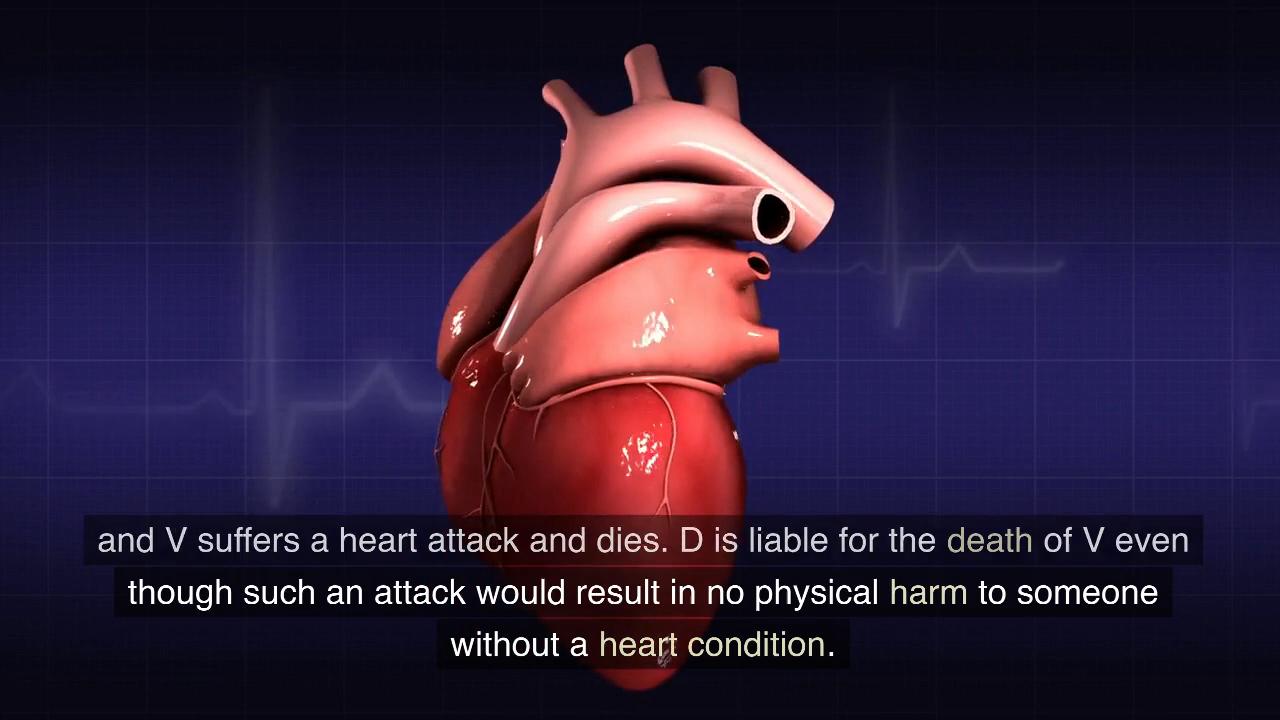 and V suffers a heart attack and dies. D is liable for the death of V even
though such an attack would result in no physical harm to someone
without a heart condition.